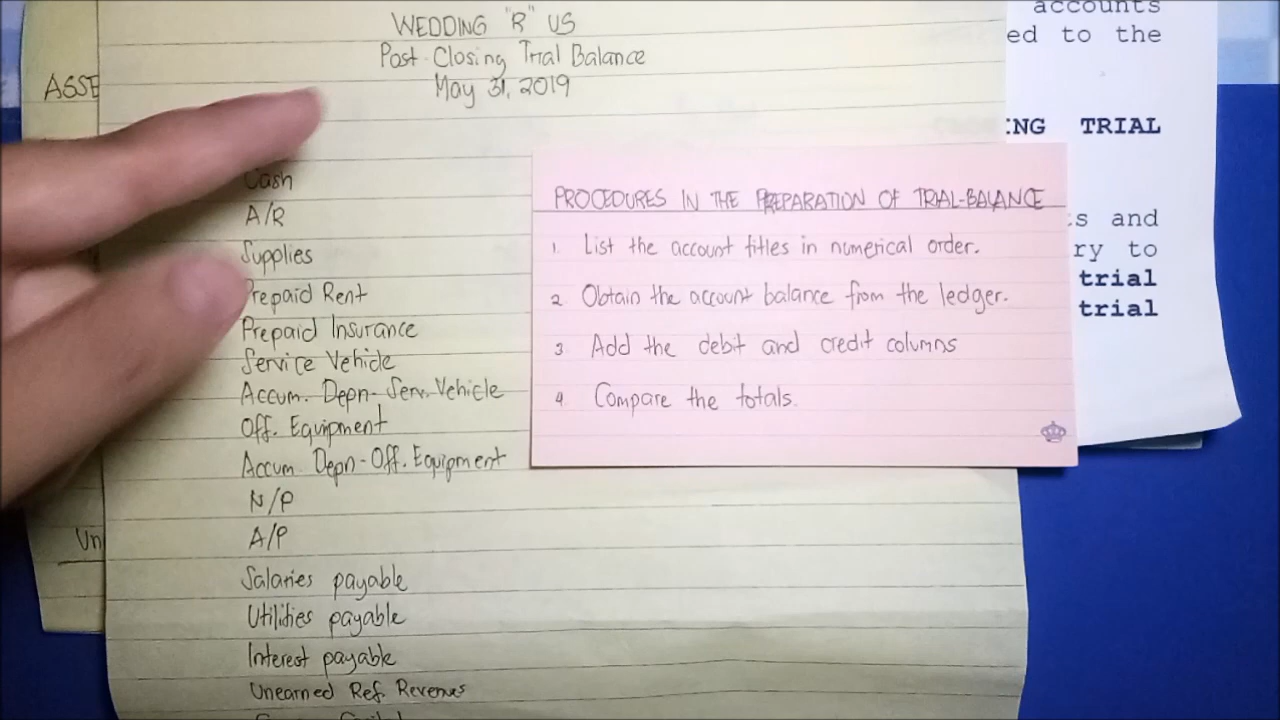 WEDDING "R" US
Post-Closing Trial Balance
May 31, 2019
ASSE
Cash
A/R
Supplies
Prepaid Rent
Prepaid Insurance
Service Vehicle
Accum. Depn- Serv. Vehicle
Off. Equipment
Accum. Depn- Off. Equipment
N/P
A/P
Un
Salaries payable
Utilities payable
Interest payable
Unearned Ref. Revenues
PROCEDURES IN THE PREPARATION OF TRIAL-BALANCE
1. List the account titles in numerical order.
2. Obtain the account balance from the ledger.
3. Add the debit and credit columns
4. Compare the totals.
accounts
ed to the
ING TRIAL
s and
ry to
trial
trial